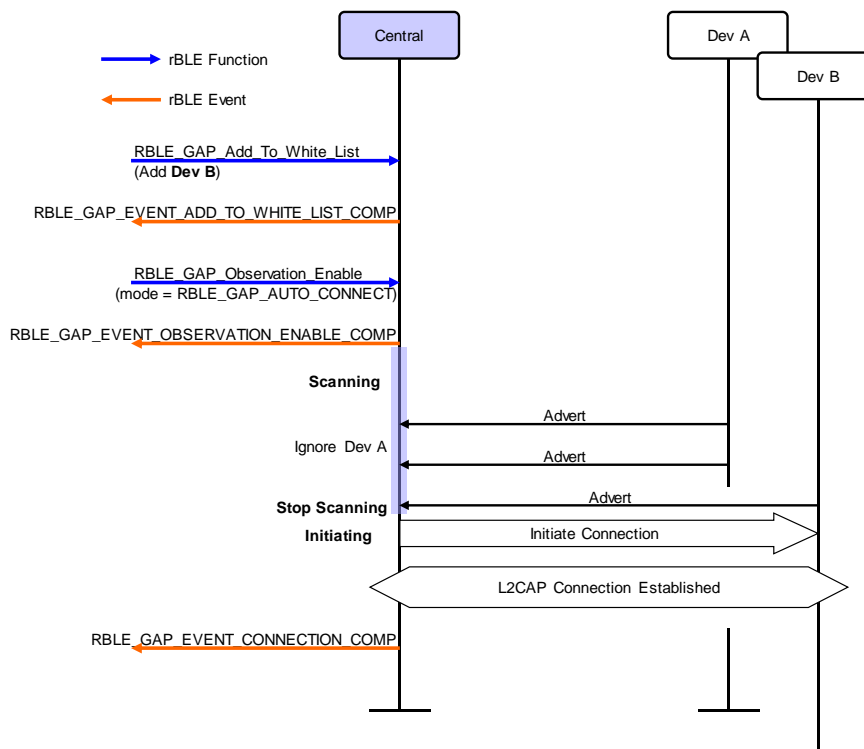 Central
Dev A
Dev B
rBLE Function
rBLE Event
RBLE_GAP_Add_To_White_List
(Add Dev B)
RBLE_GAP_EVENT_ADD_TO_WHITE_LIST_COMP
RBLE_GAP_Observation_Enable
(mode = RBLE_GAP_AUTO_CONNECT)
RBLE_GAP_EVENT_OBSERVATION_ENABLE_COMP
Scanning
Advert
Ignore Dev A
Advert
Advert
Stop Scanning
Initiating
Initiate Connection
L2CAP Connection Established
RBLE_GAP_EVENT_CONNECTION_COMP